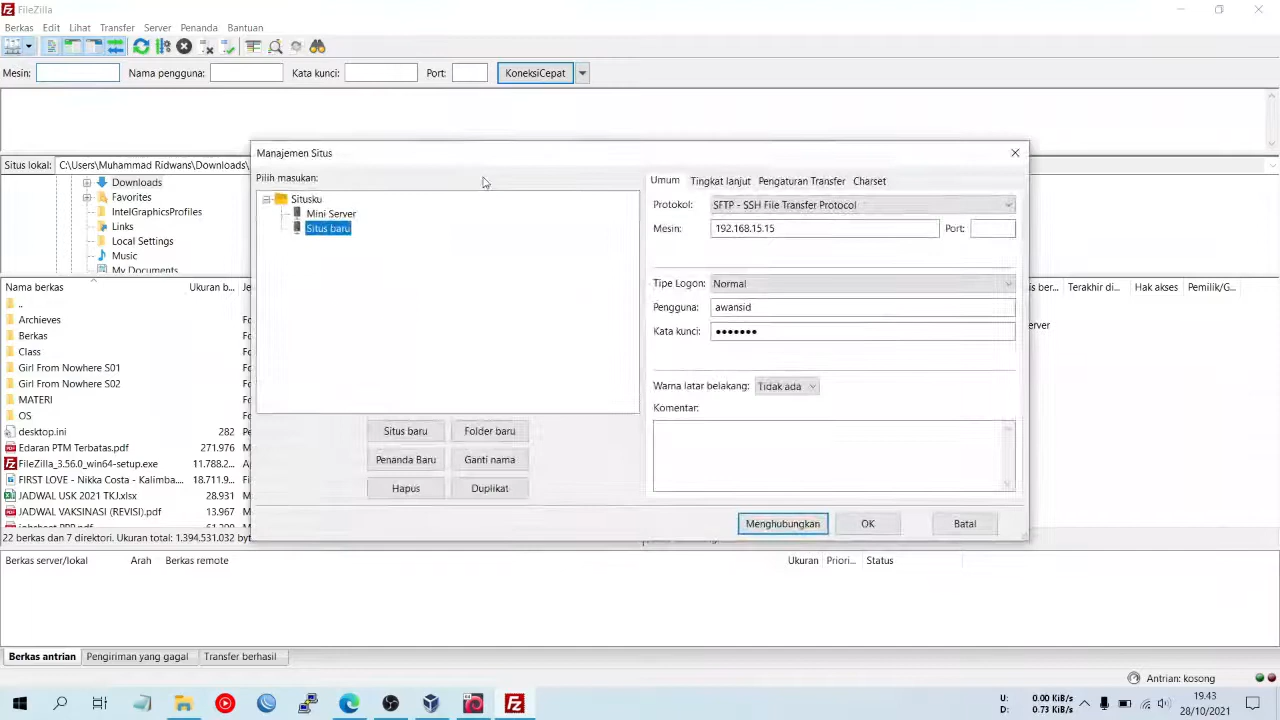 FileZilla
Berkas Edit Lihat Transfer Server Penanda Bantuan
Mesin: Nama pengguna: Kata kunci: Port: KoneksiCepat
Situs lokal: C:\Users\Muhammad Ridwans\Downloads\
Downloads
Favorites
IntelGraphicsProfiles
Links
Local Settings
Music
My Documents
Nama berkas Ukuran b...
..
Archieves
Berkas
Class
Girl From Nowhere S01
Girl From Nowhere S02
MATERI
OS
desktop.ini 282
Edaran PTM Terbatas.pdf 271.976
FileZilla_3.56.0_win64-setup.exe 11.788.2...
FIRST LOVE - Nikka Costa - Kalimba.... 18.711.9...
JADWAL USK 2021 TKJ.xlsx 28.931
JADWAL VAKSINASI (REVISI).pdf 13.967
22 berkas dan 7 direktori. Ukuran total: 1.394.531.032
Manajemen Situs
Pilih masukan:
Situsku
Mini Server
Situs baru
Situs baru Folder baru
Penanda Baru Ganti nama
Hapus Duplikat
Umum Tingkat lanjut Pengaturan Transfer Charset
Protokol: SFTP - SSH File Transfer Protocol
Mesin: 192.168.15.15 Port:
Tipe Logon: Normal
Pengguna: awansid
Kata kunci: ●●●●●●●
Warna latar belakang: Tidak ada
Komentar:
Menghubungkan OK Batal
Terakhir di... Hak akses Pemilik/G...
Berkas server/lokal Arah Berkas remote Ukuran Priori... Status
Berkas antrian Pengiriman yang gagal Transfer berhasil
Antrian: kosong
U: 0.00 KiB/s
D: 0.73 KiB/s
19.43
28/10/2021